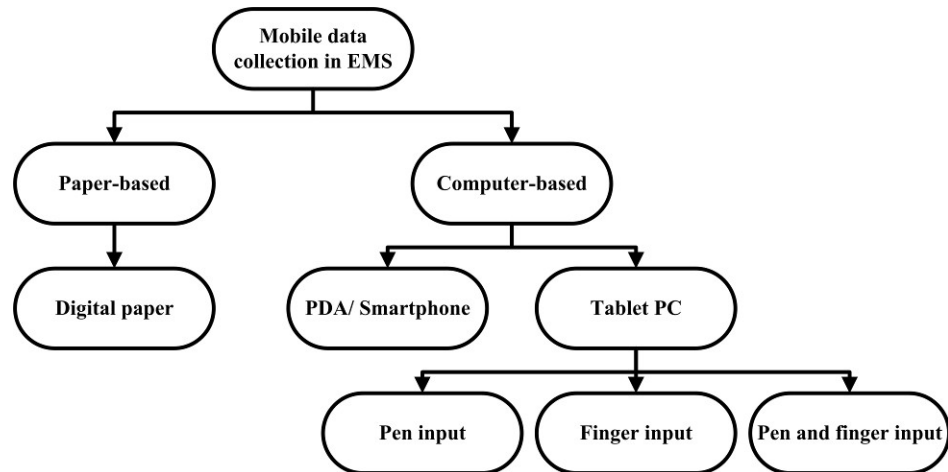 Mobile data
collection in EMS
Paper-based
Computer-based
Digital paper
PDA/ Smartphone
Tablet PC
Pen input
Finger input
Pen and finger input